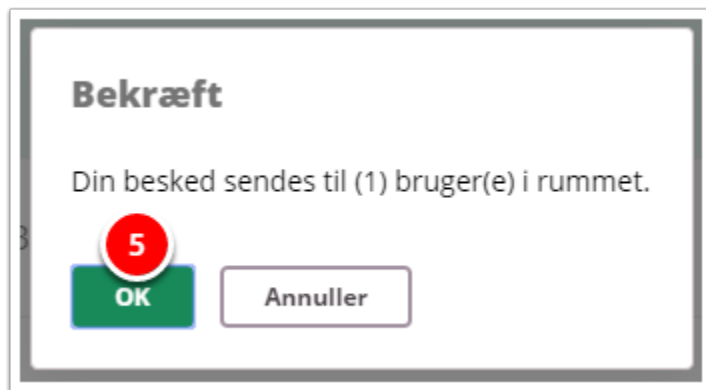 Bekræft
Din besked sendes til (1) bruger(e) i rummet.
5
OK
Annuller